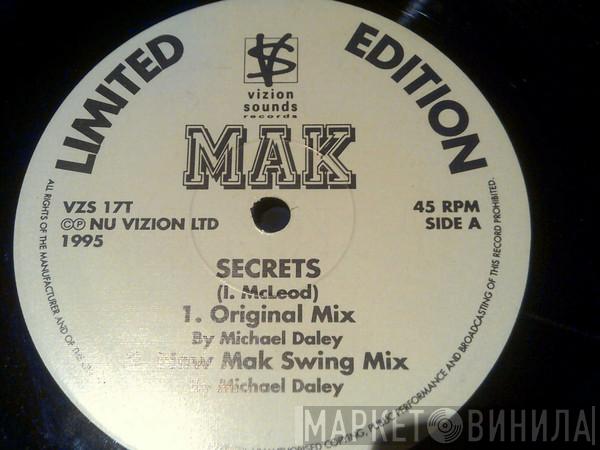 LIMITED EDITION
vizion
sounds
records
MAK
VZS 17T
©℗ NU VIZION LTD
1995
45 RPM
SIDE A
SECRETS
(I. McLeod)
1. Original Mix
By Michael Daley
Mak Swing Mix
By Michael Daley
ALL RIGHTS OF THE MANUFACTURER AND OF THE
COPYING, PUBLIC PERFORMANCE AND BROADCASTING OF THIS RECORD PROHIBITED.
МАРКЕТ ВИНИЛА